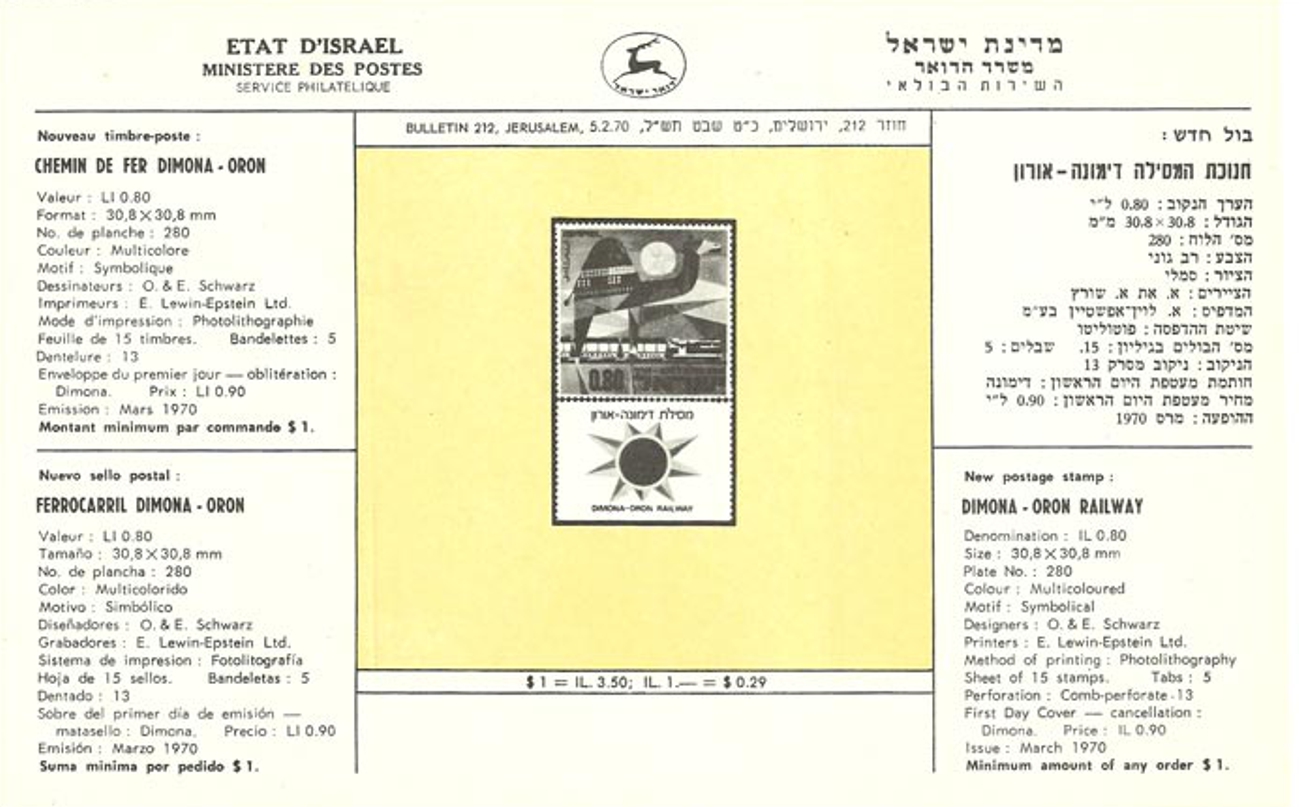 ETAT D'ISRAEL
MINISTERE DES POSTES
SERVICE PHILATELIQUE
דואר ישראל
מדינת ישראל
משרד הדואר
השירות הבולאי
BULLETIN 212, JERUSALEM, 5.2.70 חוזר 212, ירושלים, כ"ט שבט תש"ל,
Nouveau timbre-poste :
CHEMIN DE FER DIMONA - ORON
Valeur : LI 0.80
Format : 30,8 × 30,8 mm
No. de planche : 280
Couleur : Multicolore
Motif : Symbolique
Dessinateurs : O. & E. Schwarz
Imprimeurs : E. Lewin-Epstein Ltd.
Mode d'impression : Photolithographie
Feuille de 15 timbres. Bandelettes : 5
Dentelure : 13
Enveloppe du premier jour — oblitération :
Dimona. Prix : LI 0.90
Emission : Mars 1970
Montant minimum par commande $ 1.
בול חדש :
חנוכת המסילה דימונה - אורון
הערך הנקוב : 0.80 ל"י
הגודל : 30.8 × 30.8 מ"מ
מס' הלוח : 280
הצבע : רב גוני
הציור : סמלי
הציירים : א. את א. שורץ
המדפיס : א. לוין־אפשטיין בע"מ
שיטת ההדפסה : פוטוליטו
מס' הבולים בגיליון : 15. שבלים : 5
הניקוב : ניקוב מסרק 13
חותמת מעטפת היום הראשון : דימונה
מחיר מעטפת היום הראשון : 0.90 ל"י
ההופעה : מרס 1970
ISRAEL
0.80 ישראל
מסילת דימונה-אורון
DIMONA-ORON RAILWAY
$ 1 = IL. 3.50; IL. 1.— = $ 0.29
Nuevo sello postal :
FERROCARRIL DIMONA - ORON
Valeur : LI 0.80
Tamaño : 30,8 × 30,8 mm
No. de plancha : 280
Color : Multicolorido
Motivo : Simbólico
Diseñadores : O. & E. Schwarz
Grabadores : E. Lewin-Epstein Ltd.
Sistema de impresion : Fotolitografía
Hoja de 15 sellos. Bandeletas : 5
Dentado : 13
Sobre del primer día de emisión —
matasello : Dimona. Precio : LI 0.90
Emisión : Marzo 1970
Suma minima por pedido $ 1.
New postage stamp :
DIMONA - ORON RAILWAY
Denomination : IL 0.80
Size : 30,8 × 30,8 mm
Plate No. : 280
Colour : Multicoloured
Motif : Symbolical
Designers : O. & E. Schwarz
Printers : E. Lewin-Epstein Ltd.
Method of printing : Photolithography
Sheet of 15 stamps. Tabs : 5
Perforation : Comb-perforate 13
First Day Cover — cancellation :
Dimona. Price : IL 0.90
Issue : March 1970
Minimum amount of any order $ 1.